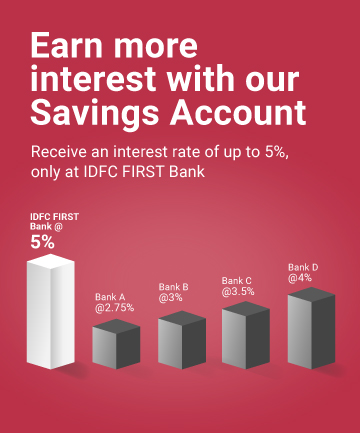 Earn more
interest with our
Savings Account
Receive an interest rate of up to 5%,
only at IDFC FIRST Bank
IDFC FIRST
Bank @
5%
Bank A
@2.75%
Bank B
@3%
Bank C
@3.5%
Bank D
@4%